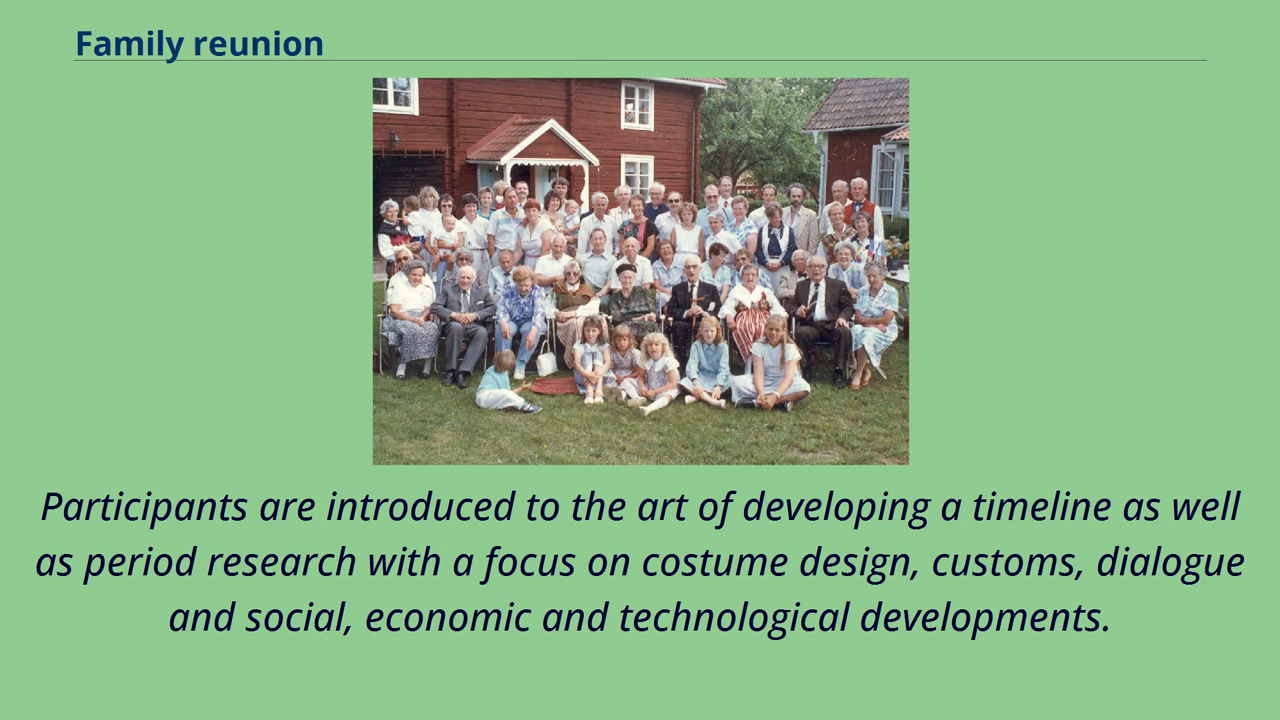 Family reunion
Participants are introduced to the art of developing a timeline as well
as period research with a focus on costume design, customs, dialogue
and social, economic and technological developments.